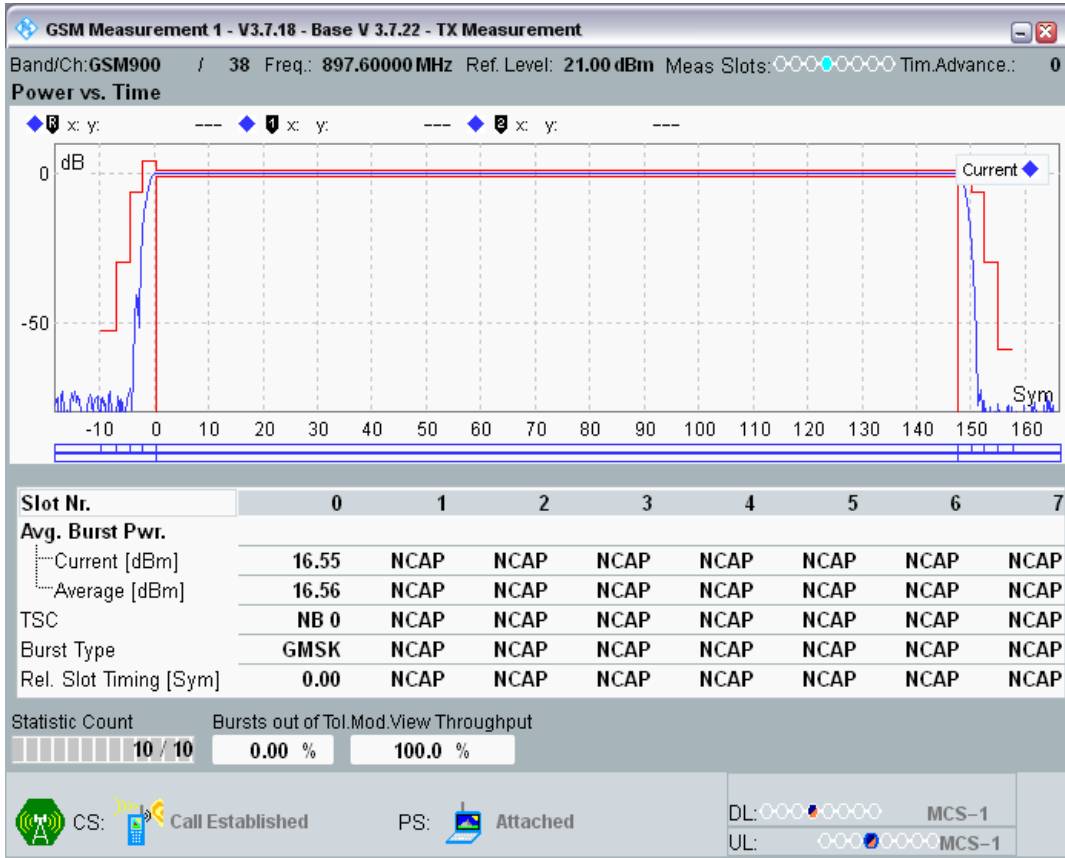 GSM Measurement 1 - V3.7.18 - Base V 3.7.22 - TX Measurement
Band/Ch:GSM900 / 38 Freq.: 897.60000 MHz Ref. Level: 21.00 dBm Meas Slots: Tim.Advance.: 0
Power vs. Time
R x: y: --- 1 x: y: --- 2 x: y: ---
dB
Current
0
-50
Sym
-10 0 10 20 30 40 50 60 70 80 90 100 110 120 130 140 150 160
Slot Nr. 0 1 2 3 4 5 6 7
Avg. Burst Pwr.
Current [dBm] 16.55 NCAP NCAP NCAP NCAP NCAP NCAP NCAP
Average [dBm] 16.56 NCAP NCAP NCAP NCAP NCAP NCAP NCAP
TSC NB 0 NCAP NCAP NCAP NCAP NCAP NCAP NCAP
Burst Type GMSK NCAP NCAP NCAP NCAP NCAP NCAP NCAP
Rel. Slot Timing [Sym] 0.00 NCAP NCAP NCAP NCAP NCAP NCAP NCAP
Statistic Count Bursts out of Tol. Mod.View Throughput
10 / 10 0.00 % 100.0 %
CS: Call Established PS: Attached
DL: MCS-1
UL: MCS-1